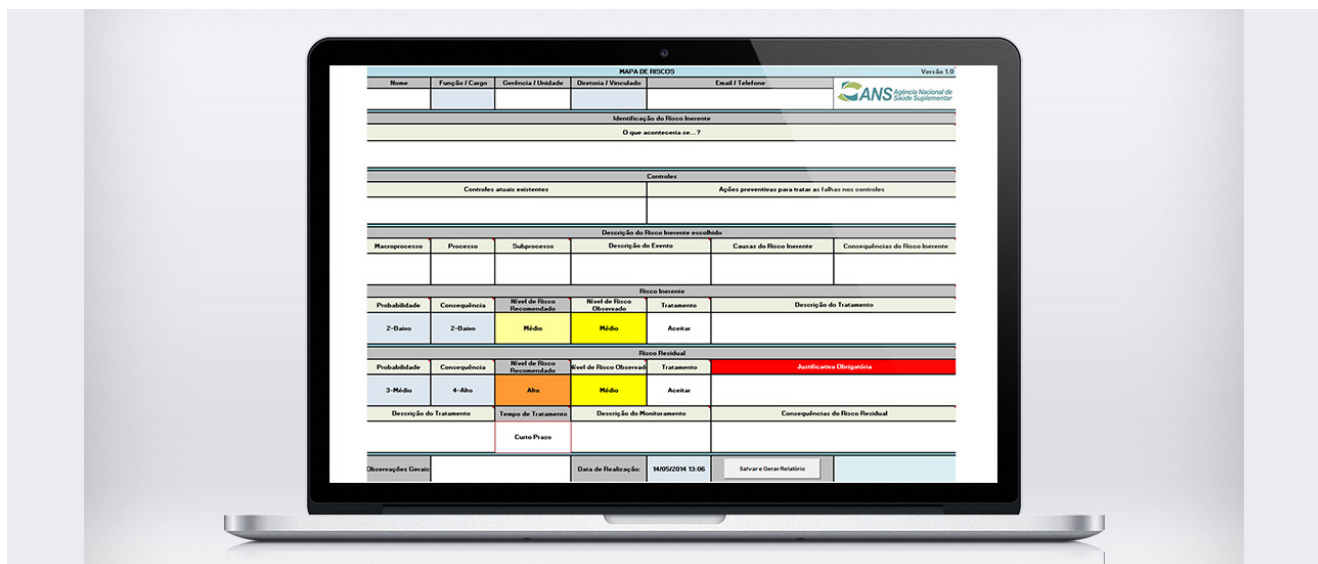 MAPA DE RISCOS Versão 1.0
Nome Função / Cargo Gerência / Unidade Diretoria / Vinculado Email / Telefone
ANS Agência Nacional de
Saúde Suplementar
Identificação do Risco Inerente
O que aconteceria se...?
Controles
Controles atuais existentes Ações preventivas para tratar as falhas nos controles
Descrição do Risco Inerente escolhido
Macroprocesso Processo Subprocesso Descrição do Evento Causas do Risco Inerente Consequências do Risco Inerente
Risco Inerente
Probabilidade Consequência Nível de Risco Recomendado Nível de Risco Observado Tratamento Descrição do Tratamento
2-Baixo 2-Baixo Médio Médio Aceitar
Risco Residual
Probabilidade Consequência Nível de Risco Recomendado Nível de Risco Observad Tratamento Justificativa Obrigatória
3-Médio 4-Alto Alto Médio Aceitar
Descrição do Tratamento Tempo de Tratamento Descrição do Monitoramento Consequências do Risco Residual
Curto Prazo
Observações Gerais Data de Realização: 14/05/2014 13:06 Salvar e Gerar Relatório